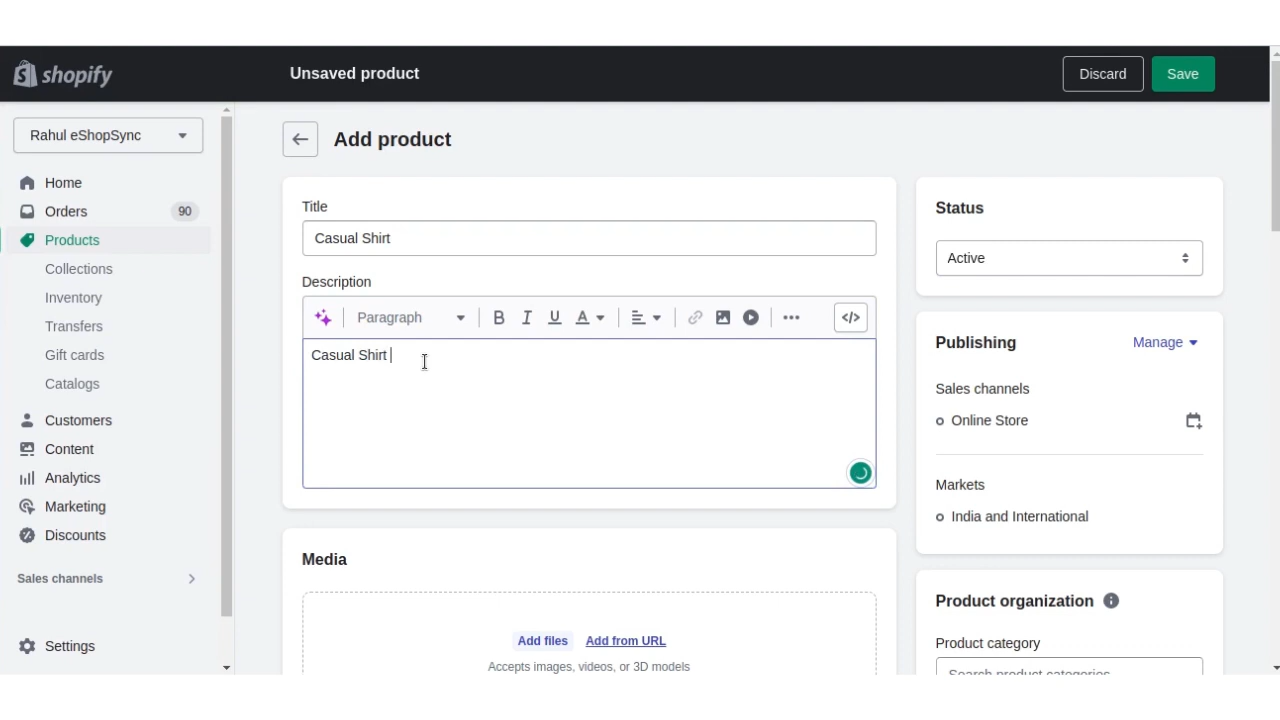 shopify
Unsaved product
Discard
Save
Rahul eShopSync
Home
Orders
90
Products
Collections
Inventory
Transfers
Gift cards
Catalogs
Customers
Content
Analytics
Marketing
Discounts
Sales channels
Settings
Add product
Title
Casual Shirt
Description
Paragraph
B I U A
</>
Casual Shirt
Media
Add files
Add from URL
Accepts images, videos, or 3D models
Status
Active
Publishing
Manage
Sales channels
Online Store
Markets
India and International
Product organization
Product category
Search product categories